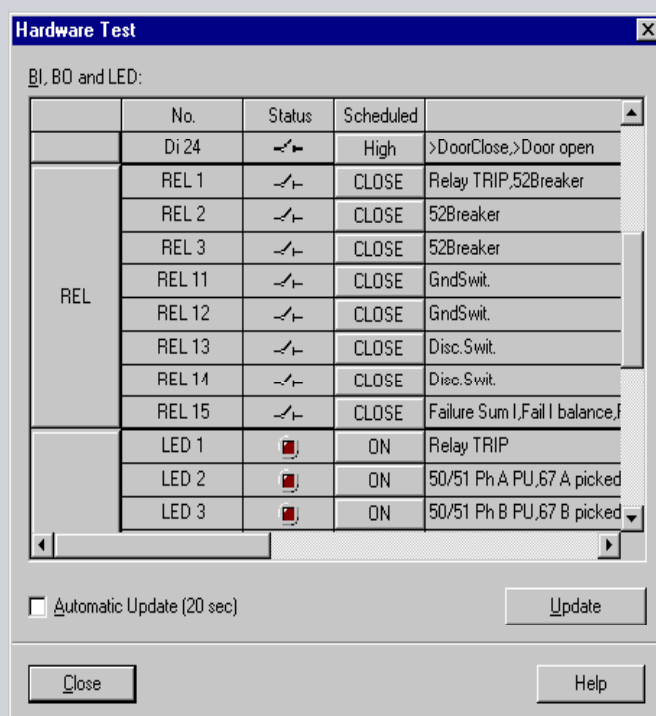 Hardware Test
BI, BO and LED:
No. Status Scheduled
Di 24 High >DoorClose,>Door open
REL
REL 1 CLOSE Relay TRIP,52Breaker
REL 2 CLOSE 52Breaker
REL 3 CLOSE 52Breaker
REL 11 CLOSE GndSwit.
REL 12 CLOSE GndSwit.
REL 13 CLOSE Disc.Swit.
REL 14 CLOSE Disc.Swit.
REL 15 CLOSE Failure Sum I,Fail I balance,
LED 1 ON Relay TRIP
LED 2 ON 50/51 Ph A PU,67 A picked
LED 3 ON 50/51 Ph B PU,67 B picked
Automatic Update (20 sec)
Update
Close
Help